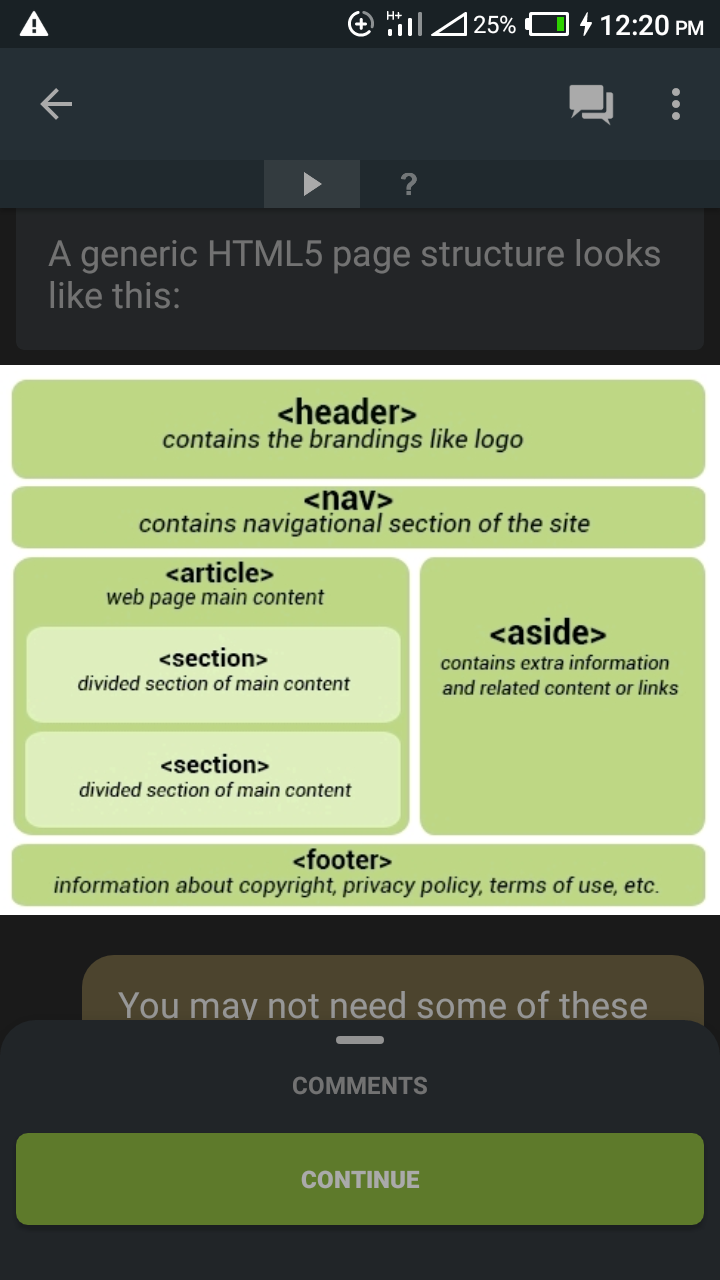 H+ 25% 12:20 PM
?
A generic HTML5 page structure looks
like this:
<header>
contains the brandings like logo
<nav>
contains navigational section of the site
<article>
web page main content
<section>
divided section of main content
<section>
divided section of main content
<aside>
contains extra information
and related content or links
<footer>
information about copyright, privacy policy, terms of use, etc.
You may not need some of these
COMMENTS
CONTINUE